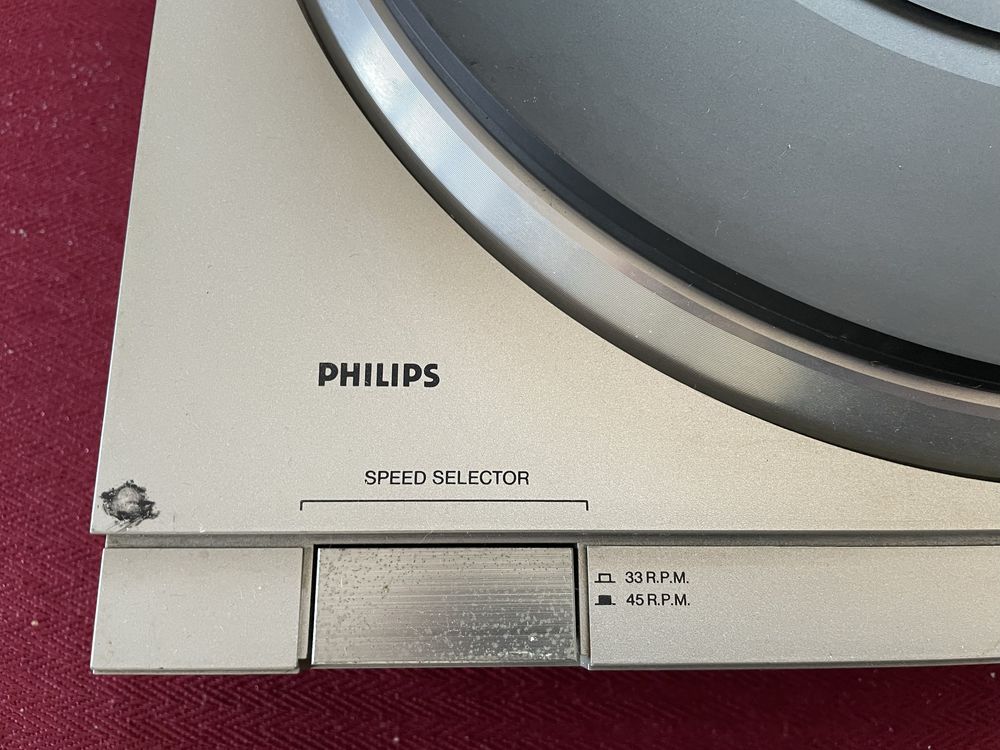 PHILIPS
SPEED SELECTOR
33 R.P.M.
45 R.P.M.